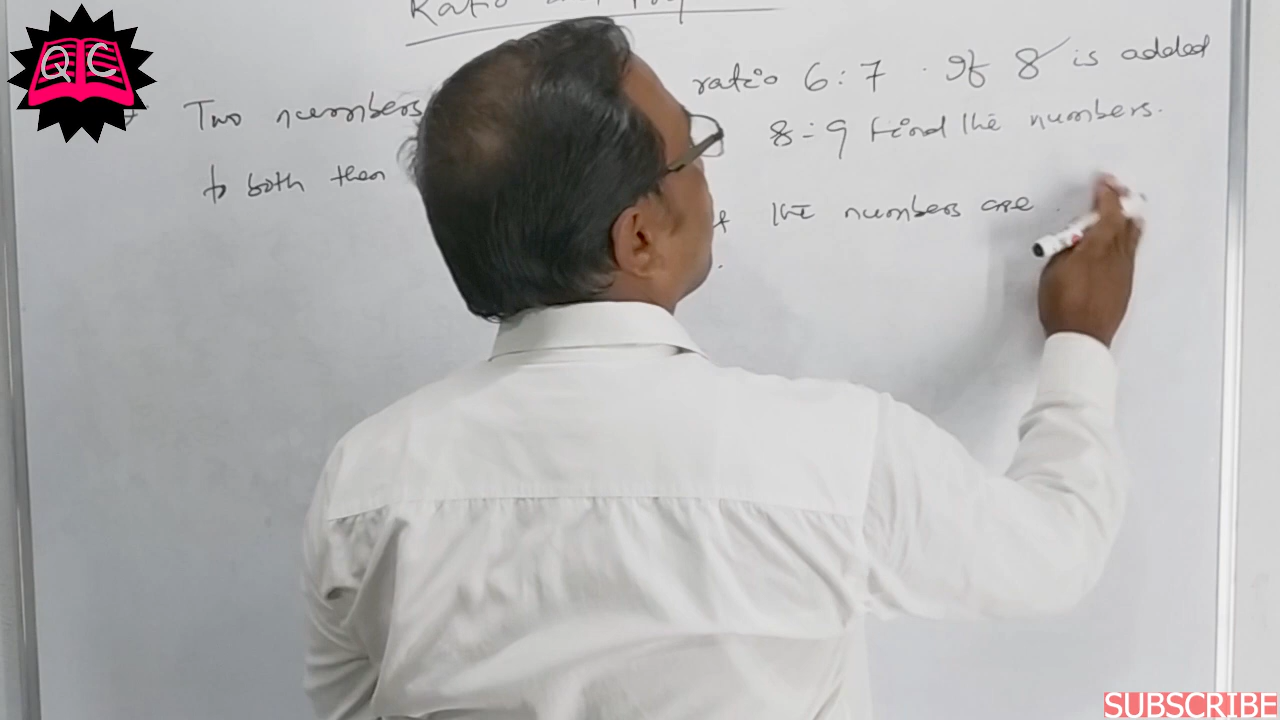 Ratio
QC
Two numbers ratio 6:7. If 8 is added
to both then 8:9 find the numbers.
the numbers are
SUBSCRIBE